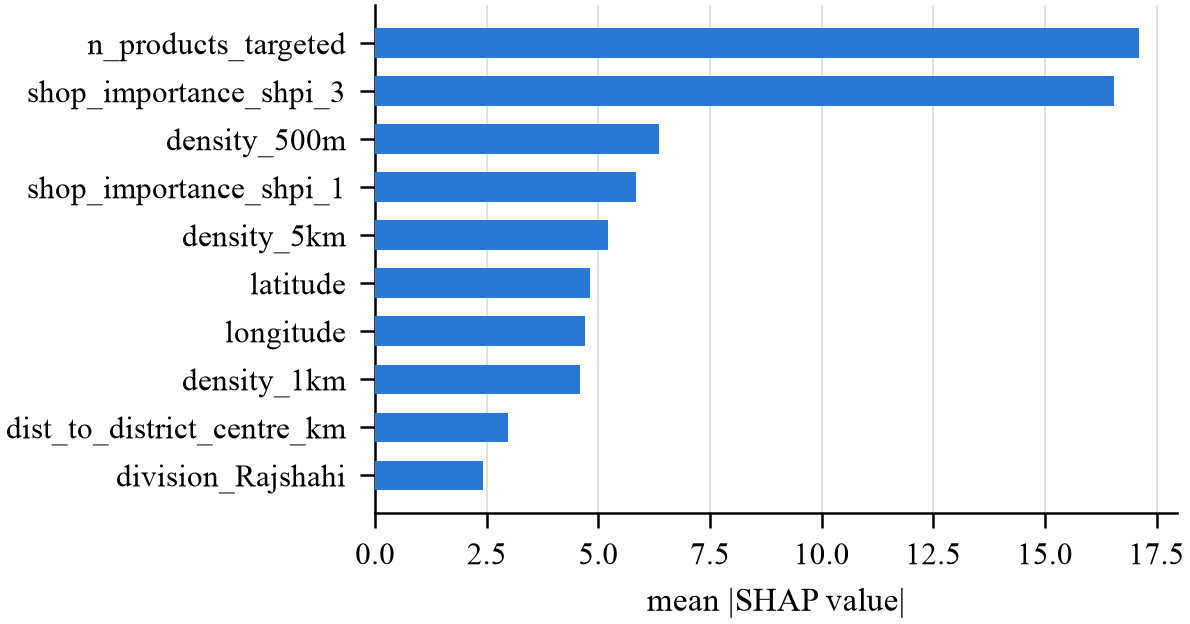 n_products_targeted
shop_importance_shpi_3
density_500m
shop_importance_shpi_1
density_5km
latitude
longitude
density_1km
dist_to_district_centre_km
division_Rajshahi
0.0 2.5 5.0 7.5 10.0 12.5 15.0 17.5
mean |SHAP value|